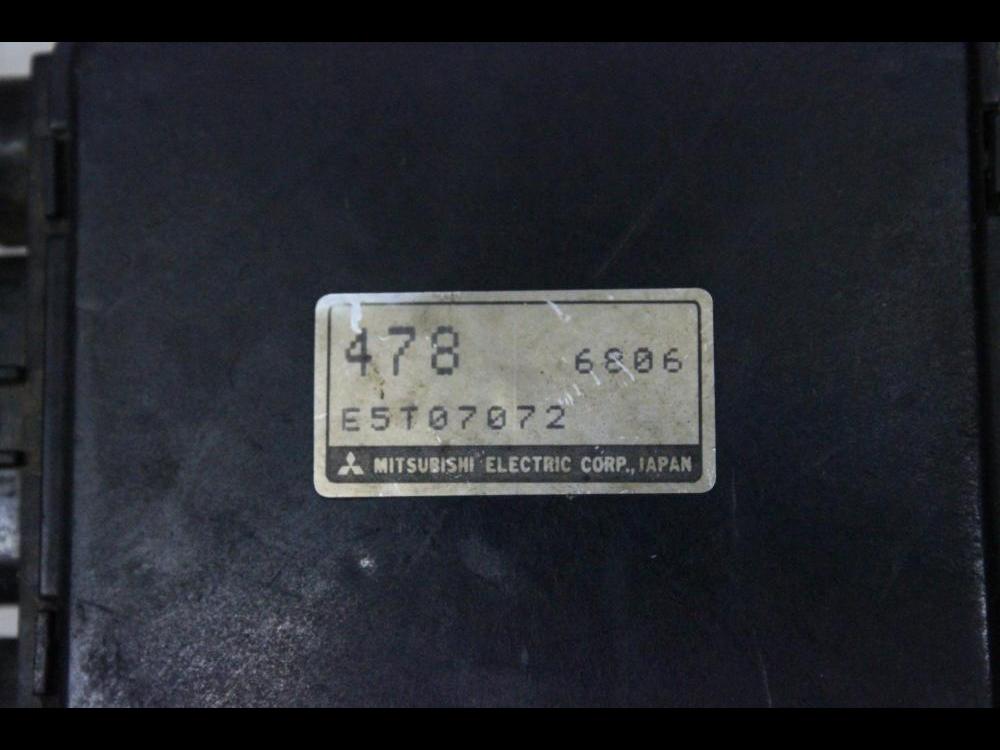 478 6806
E5T07072
MITSUBISHI ELECTRIC CORP., JAPAN